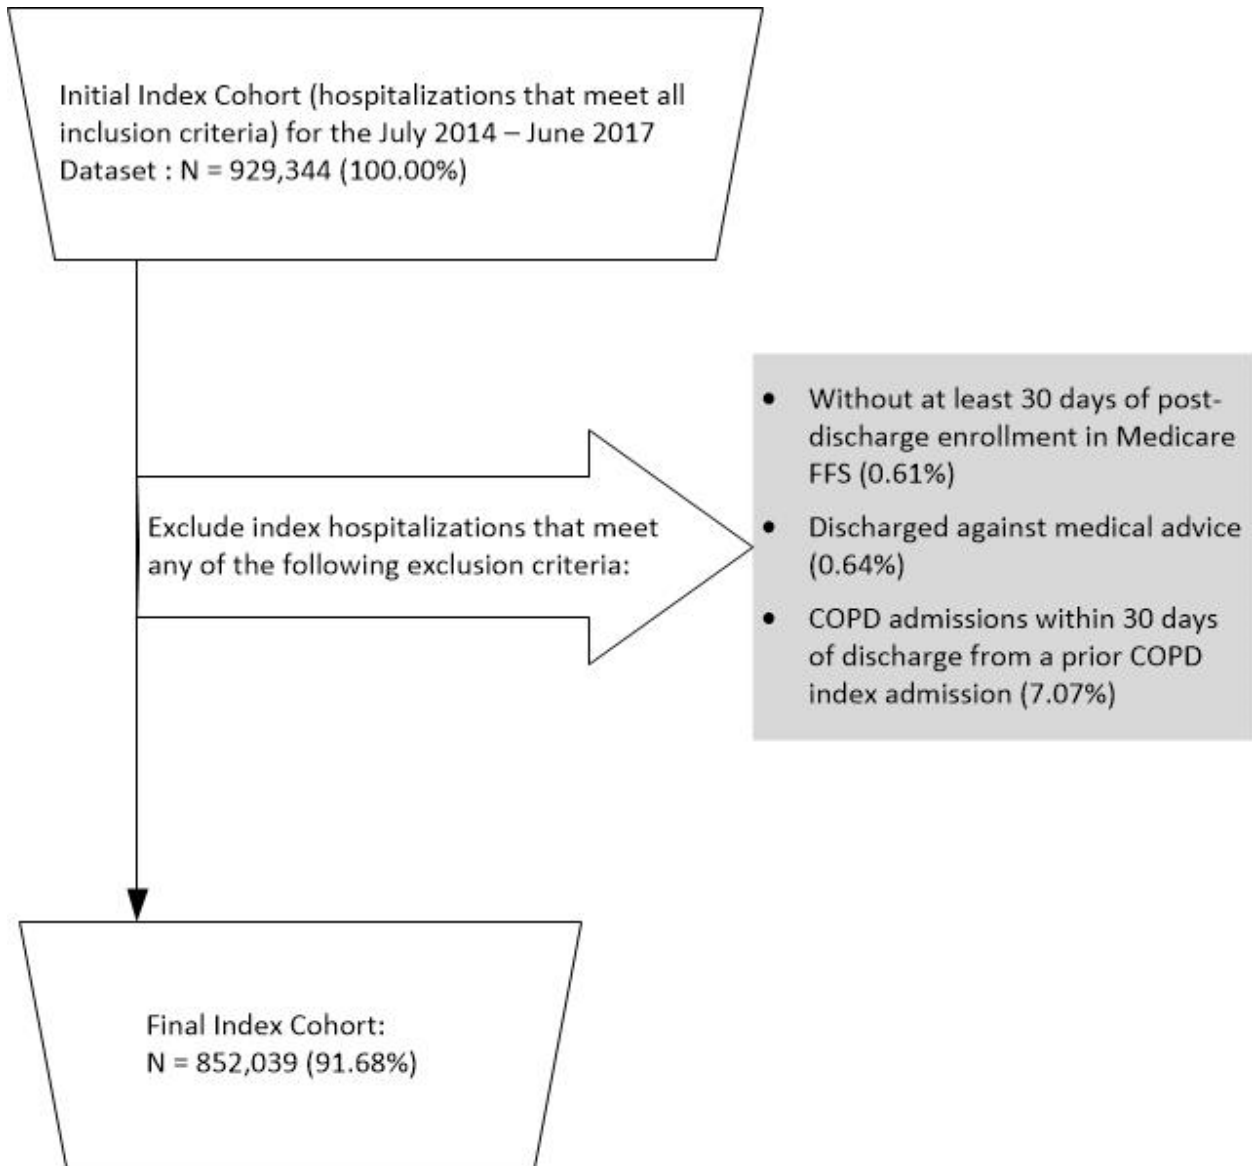 Initial Index Cohort (hospitalizations that meet all
inclusion criteria) for the July 2014 – June 2017
Dataset : N = 929,344 (100.00%)
Exclude index hospitalizations that meet
any of the following exclusion criteria:
• Without at least 30 days of post-
discharge enrollment in Medicare
FFS (0.61%)
• Discharged against medical advice
(0.64%)
• COPD admissions within 30 days
of discharge from a prior COPD
index admission (7.07%)
Final Index Cohort:
N = 852,039 (91.68%)